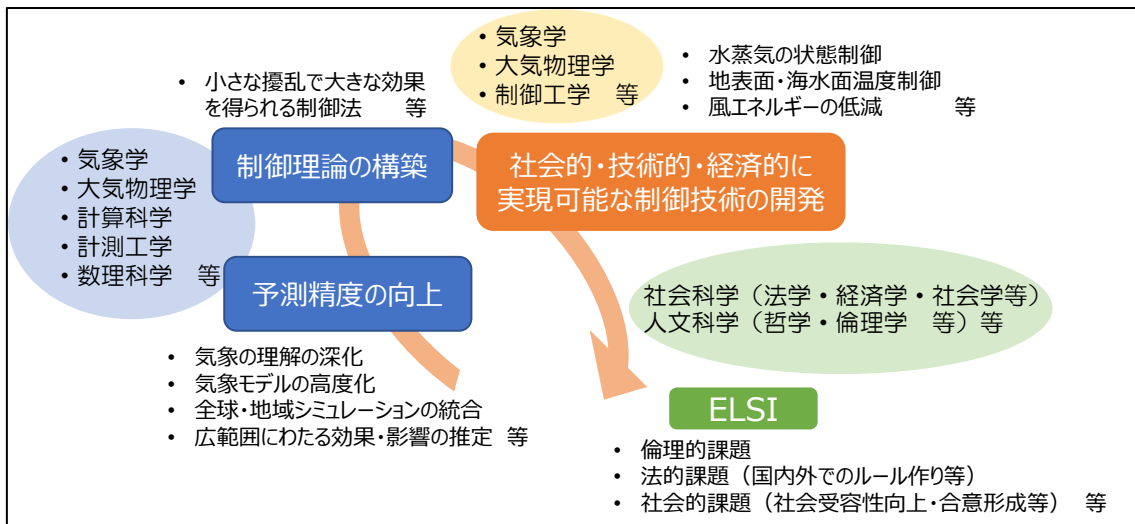 ・気象学
・大気物理学
・制御工学　等
• 水蒸気の状態制御
• 地表面・海水面温度制御
• 風エネルギーの低減　　　等
• 小さな擾乱で大きな効果
を得られる制御法　等
・気象学
・大気物理学
・計算科学
・計測工学
・数理科学　等
制御理論の構築
社会的・技術的・経済的に
実現可能な制御技術の開発
予測精度の向上
社会科学（法学・経済学・社会学等）
人文科学（哲学・倫理学　等）等
• 気象の理解の深化
• 気象モデルの高度化
• 全球・地域シミュレーションの統合
• 広範囲にわたる効果・影響の推定　等
ELSI
• 倫理的課題
• 法的課題（国内外でのルール作り等）
• 社会的課題（社会受容性向上・合意形成等）　等